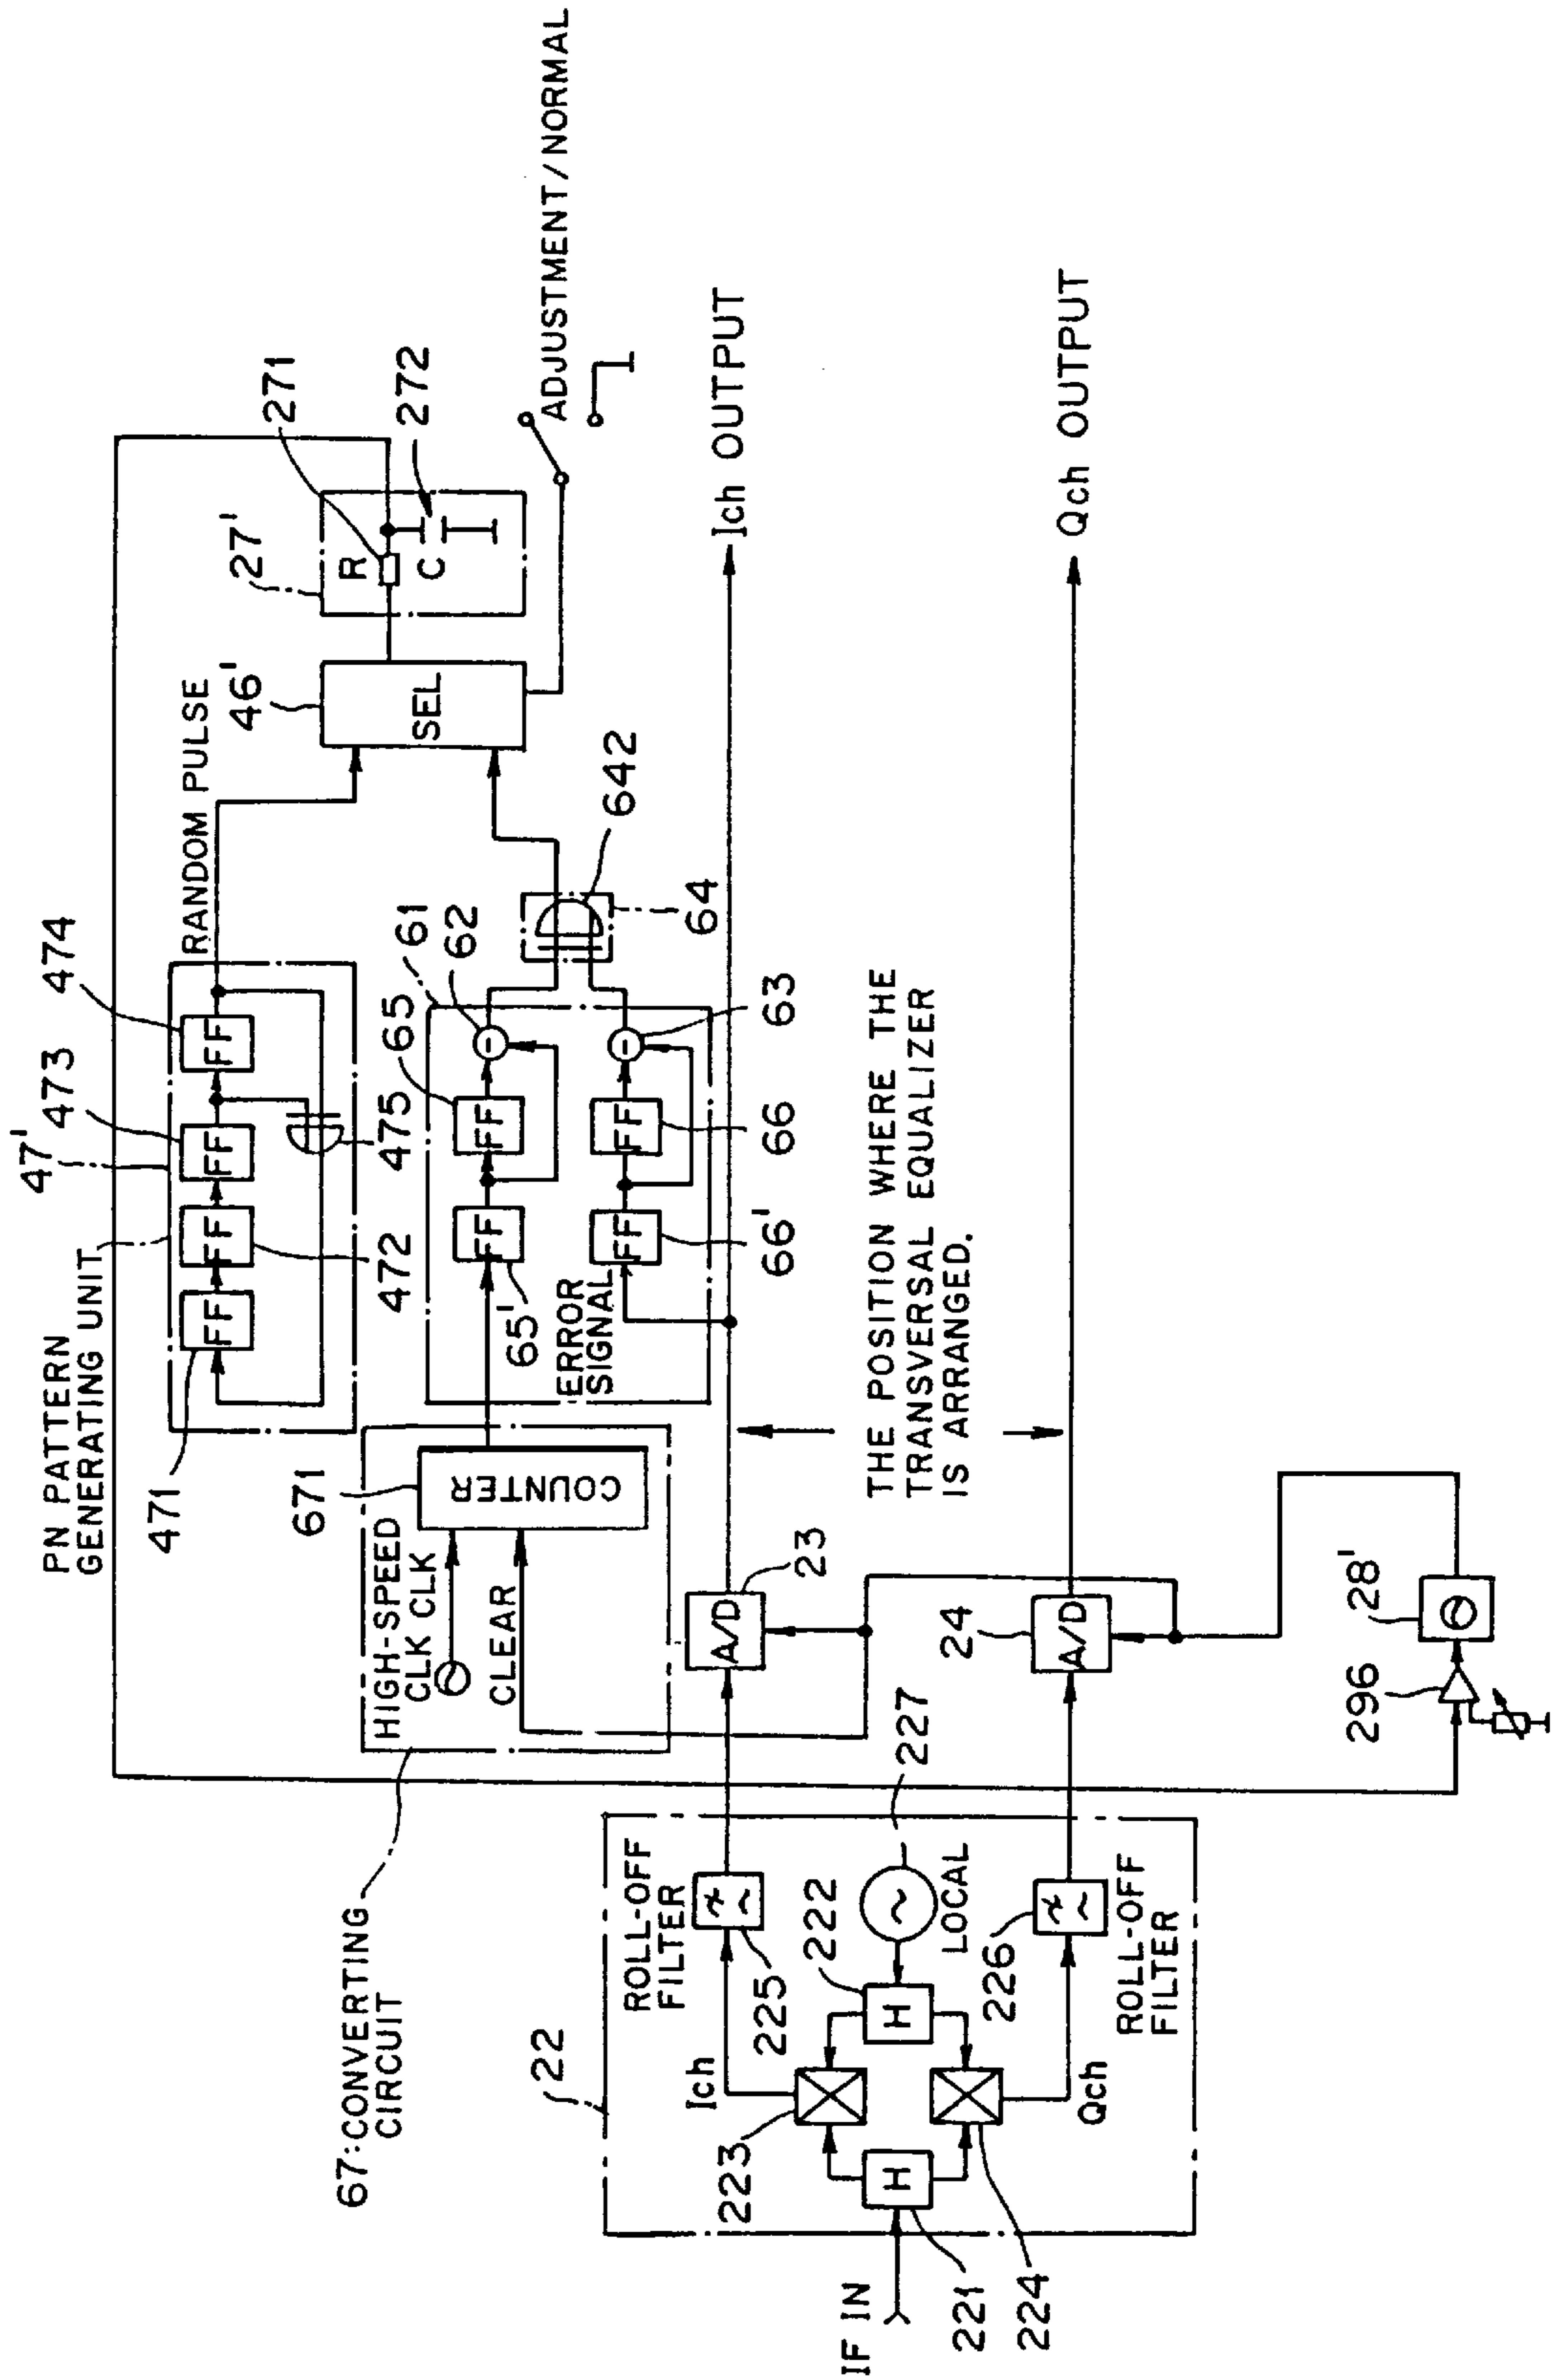 PN PATTERN
GENERATING UNIT
47'
471
472
473
474
475
RANDOM PULSE
46'
SEL
27'
R
C
271
272
ADJUSTMENT/NORMAL
FF
FF
FF
FF
67:CONVERTING
CIRCUIT
HIGH-SPEED
CLK CLK
CLEAR
671
COUNTER
65'
FF
65
FF
61
62
-
ERROR
SIGNAL
66'
FF
66
FF
63
-
64
642
Ich OUTPUT
Qch OUTPUT
THE POSITION WHERE THE
TRANSVERSAL EQUALIZER
IS ARRANGED.
A/D
23
24
A/D
22
ROLL-OFF
FILTER
225
Ich
223
222
H
227
LOCAL
H
221
224
Qch
226
ROLL-OFF
FILTER
IF IN
296
28'